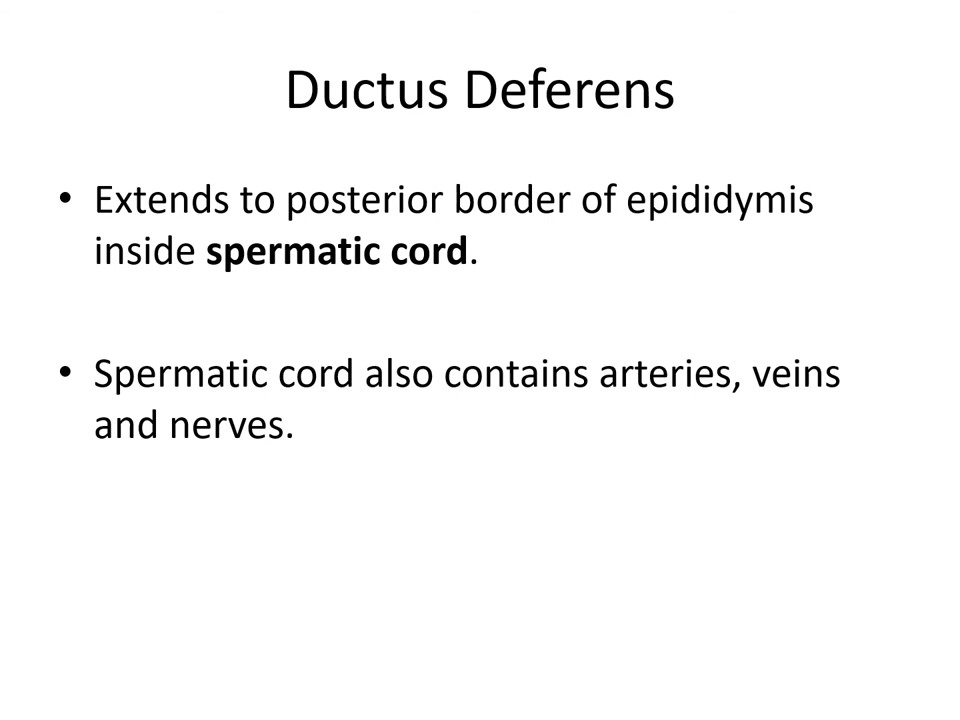 Ductus Deferens
• Extends to posterior border of epididymis
inside spermatic cord.
• Spermatic cord also contains arteries, veins
and nerves.